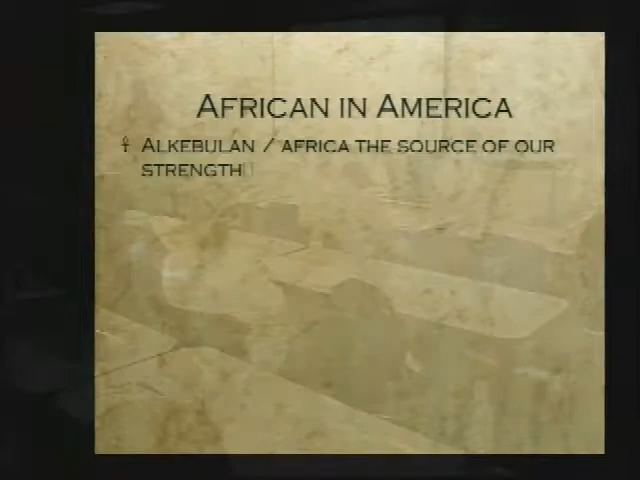 AFRICAN IN AMERICA
☥ ALKEBULAN / AFRICA THE SOURCE OF OUR
STRENGTH